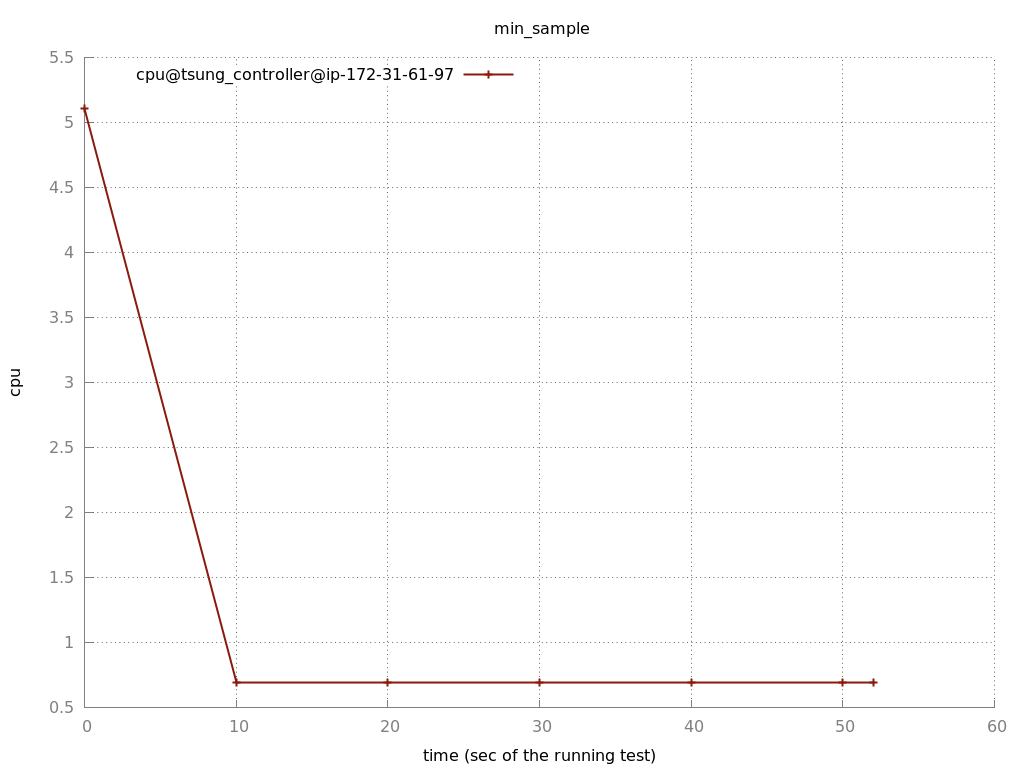 min_sample
cpu@tsung_controller@ip-172-31-61-97
5.5
5
4.5
4
3.5
3
2.5
2
1.5
1
0.5
cpu
0 10 20 30 40 50 60
time (sec of the running test)